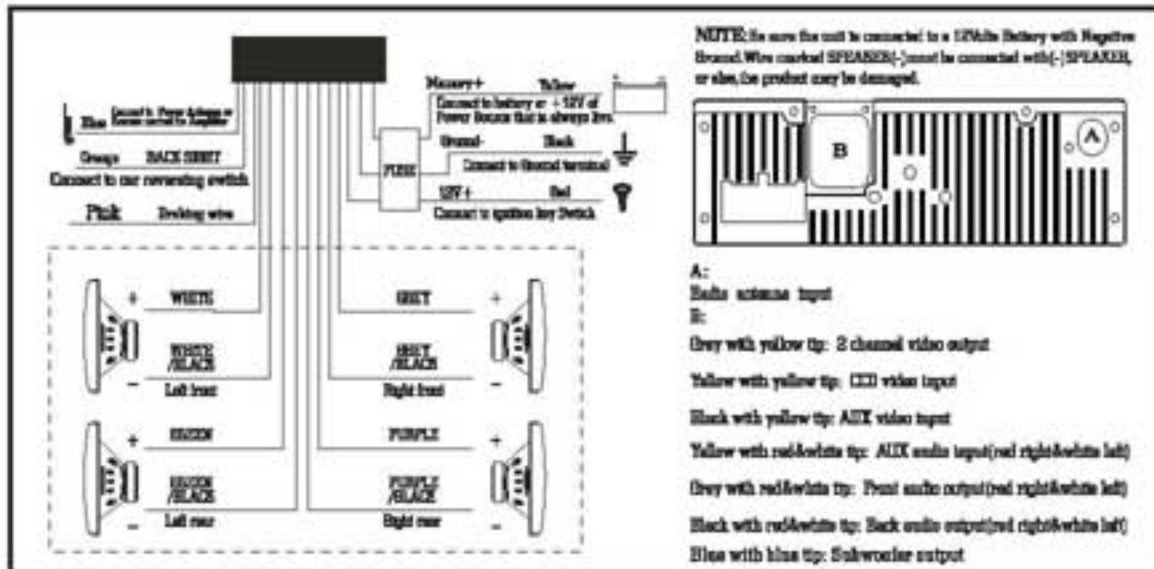 NOTE: Be sure the unit is connected to a 12Volts Battery with Negative
Ground. Wire marked SPEAKER(-) must be connected with (-) SPEAKER,
or else, the product may be damaged.
Memory+ Yellow
Connect to battery or +12V of
Power Source that is always live
Blue Connect to Power Antenna or
Ground- Black
Connect to Ground terminal
Orange BACK SHIFT
Connect to car reversing switch
FUSE
12V+ Red
Connect to ignition key Switch
Pink Braking wire
A
B
+ WHITE
GREY +
WHITE
/BLACK
GREY
/BLACK
-
-
Left front
Right front
+ GREEN
PURPLE +
GREEN
/BLACK
PURPLE
/BLACK
-
-
Left rear
Right rear
A:
Radio antenna input
B:
Grey with yellow tip: 2 channel video output
Yellow with yellow tip: CCD video input
Black with yellow tip: AUX video input
Yellow with red&white tip: AUX audio input(red right&white left)
Grey with red&white tip: Front audio output(red right&white left)
Black with red&white tip: Back audio output(red right&white left)
Blue with blue tip: Subwoofer output